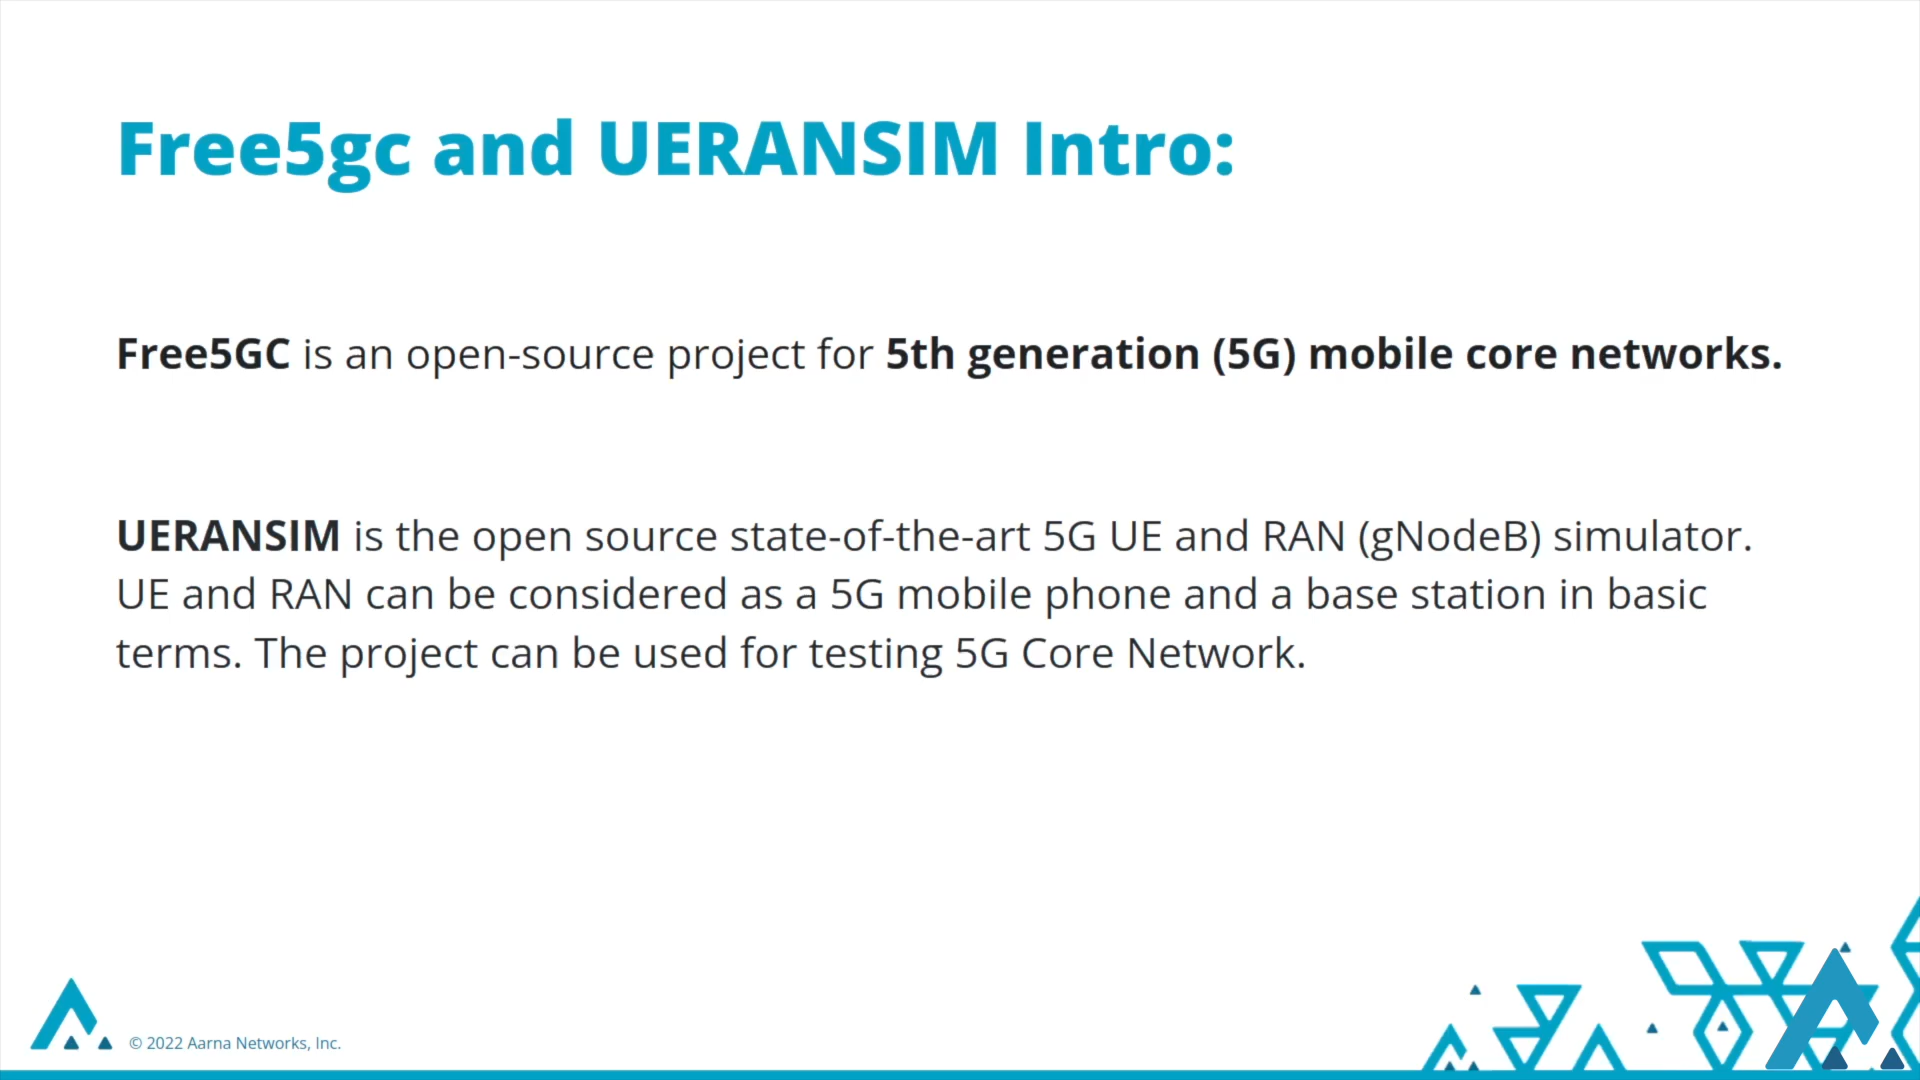 Free5gc and UERANSIM Intro:
Free5GC is an open-source project for 5th generation (5G) mobile core networks.
UERANSIM is the open source state-of-the-art 5G UE and RAN (gNodeB) simulator.
UE and RAN can be considered as a 5G mobile phone and a base station in basic
terms. The project can be used for testing 5G Core Network.
© 2022 Aarna Networks, Inc.